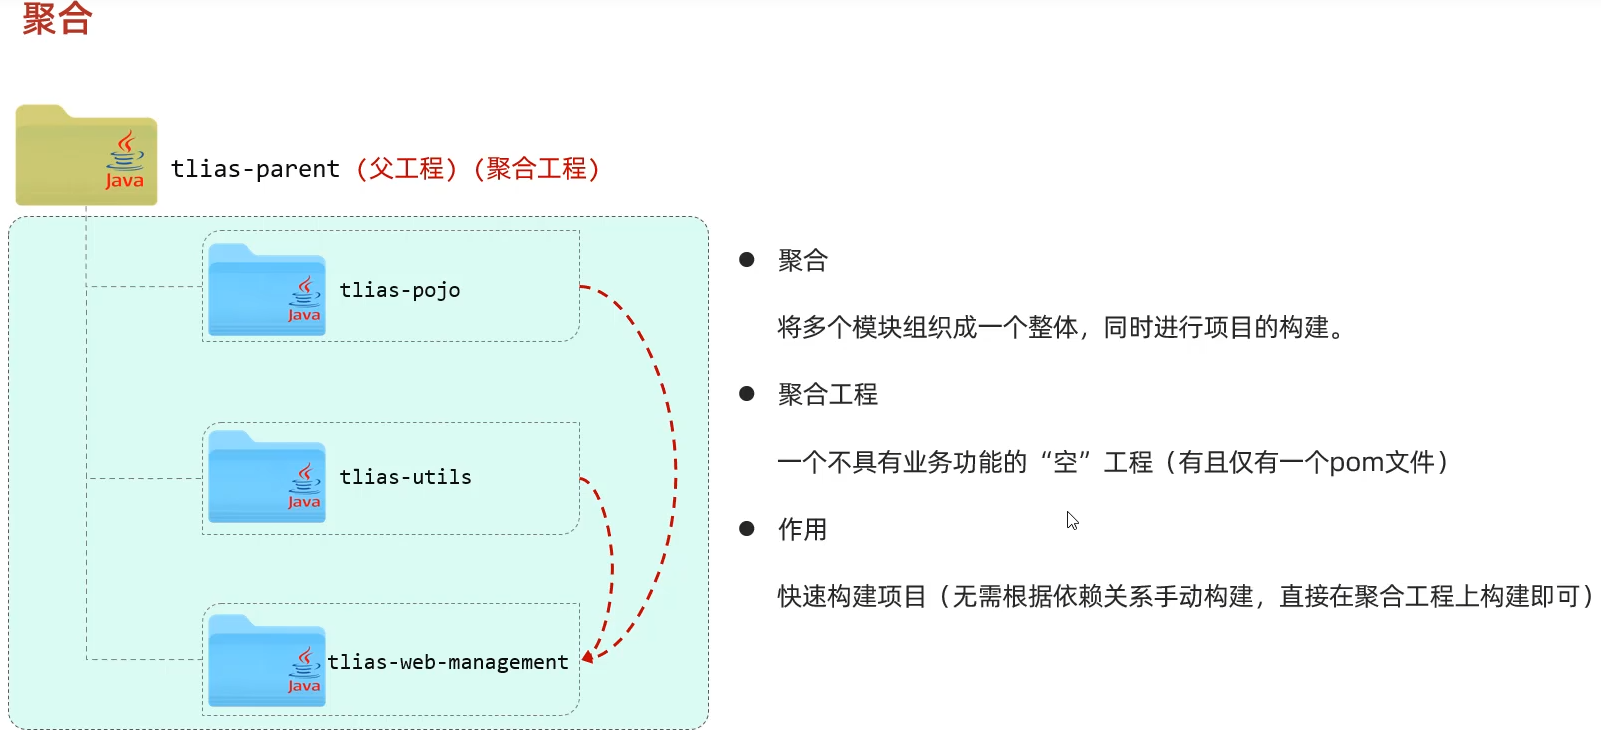 聚合
Java
tlias-parent（父工程）（聚合工程）
Java
tlias-pojo
Java
tlias-utils
Java
tlias-web-management
● 聚合
将多个模块组织成一个整体，同时进行项目的构建。
● 聚合工程
一个不具有业务功能的“空”工程（有且仅有一个pom文件）
● 作用
快速构建项目（无需根据依赖关系手动构建，直接在聚合工程上构建即可）